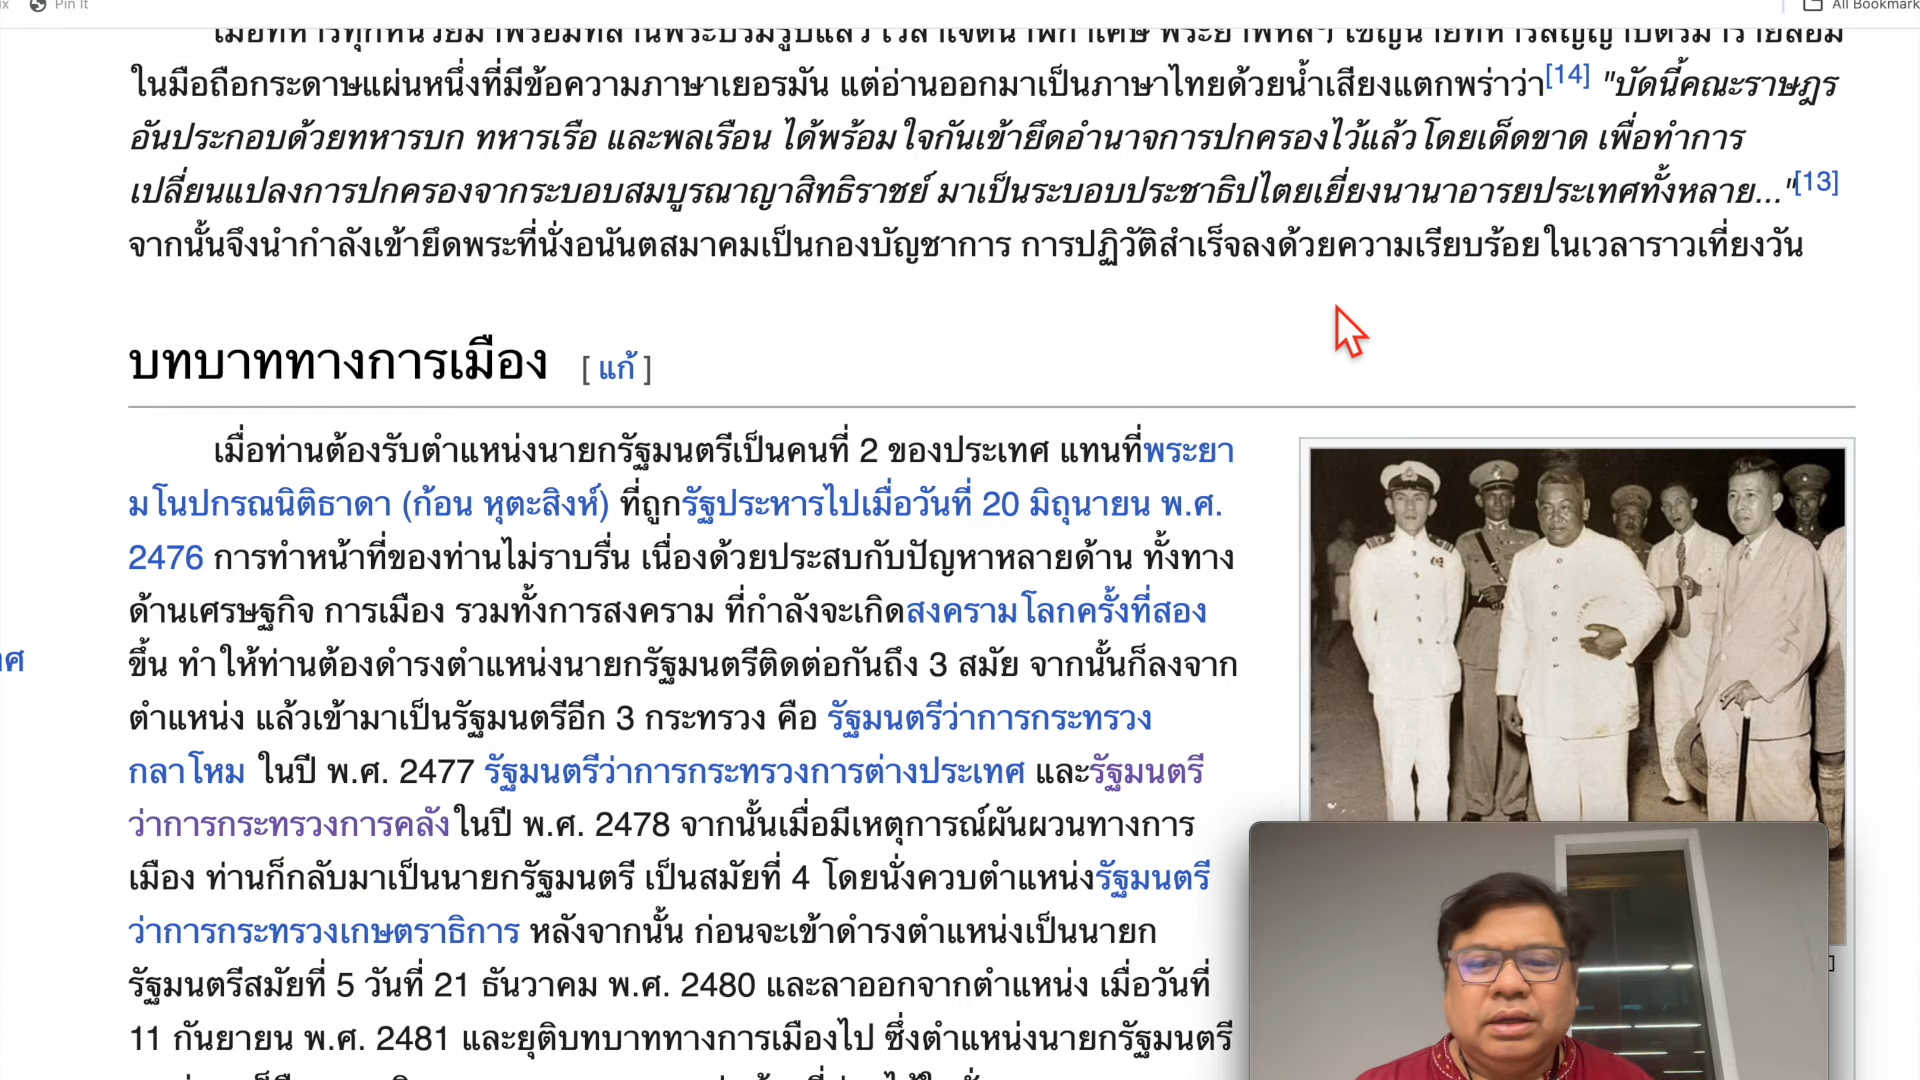 Pin It
All Bookmark
ในมือถือกระดาษแผ่นหนึ่งที่มีข้อความภาษาเยอรมัน แต่อ่านออกมาเป็นภาษาไทยด้วยน้ำเสียงแตกพร่าว่า[14] "บัดนี้คณะราษฎร
อันประกอบด้วยทหารบก ทหารเรือ และพลเรือน ได้พร้อมใจกันเข้ายึดอำนาจการปกครองไว้แล้วโดยเด็ดขาด เพื่อทำการ
เปลี่ยนแปลงการปกครองจากระบอบสมบูรณาญาสิทธิราชย์ มาเป็นระบอบประชาธิปไตยเยี่ยงนานาอารยประเทศทั้งหลาย..."[13]
จากนั้นจึงนำกำลังเข้ายึดพระที่นั่งอนันตสมาคมเป็นกองบัญชาการ การปฏิวัติสำเร็จลงด้วยความเรียบร้อยในเวลาราวเที่ยงวัน
บทบาททางการเมือง [ แก้ ]
เมื่อท่านต้องรับตำแหน่งนายกรัฐมนตรีเป็นคนที่ 2 ของประเทศ แทนที่พระยา
มโนปกรณนิติธาดา (ก้อน หุตะสิงห์) ที่ถูกรัฐประหารไปเมื่อวันที่ 20 มิถุนายน พ.ศ.
2476 การทำหน้าที่ของท่านไม่ราบรื่น เนื่องด้วยประสบกับปัญหาหลายด้าน ทั้งทาง
ด้านเศรษฐกิจ การเมือง รวมทั้งการสงคราม ที่กำลังจะเกิดสงครามโลกครั้งที่สอง
ขึ้น ทำให้ท่านต้องดำรงตำแหน่งนายกรัฐมนตรีติดต่อกันถึง 3 สมัย จากนั้นก็ลงจาก
ตำแหน่ง แล้วเข้ามาเป็นรัฐมนตรีอีก 3 กระทรวง คือ รัฐมนตรีว่าการกระทรวง
กลาโหม ในปี พ.ศ. 2477 รัฐมนตรีว่าการกระทรวงการต่างประเทศ และรัฐมนตรี
ว่าการกระทรวงการคลังในปี พ.ศ. 2478 จากนั้นเมื่อมีเหตุการณ์ผันผวนทางการ
เมือง ท่านก็กลับมาเป็นนายกรัฐมนตรี เป็นสมัยที่ 4 โดยนั่งควบตำแหน่งรัฐมนตรี
ว่าการกระทรวงเกษตราธิการ หลังจากนั้น ก่อนจะเข้าดำรงตำแหน่งเป็นนายก
รัฐมนตรีสมัยที่ 5 วันที่ 21 ธันวาคม พ.ศ. 2480 และลาออกจากตำแหน่ง เมื่อวันที่
11 กันยายน พ.ศ. 2481 และยุติบทบาททางการเมืองไป ซึ่งตำแหน่งนายกรัฐมนตรี